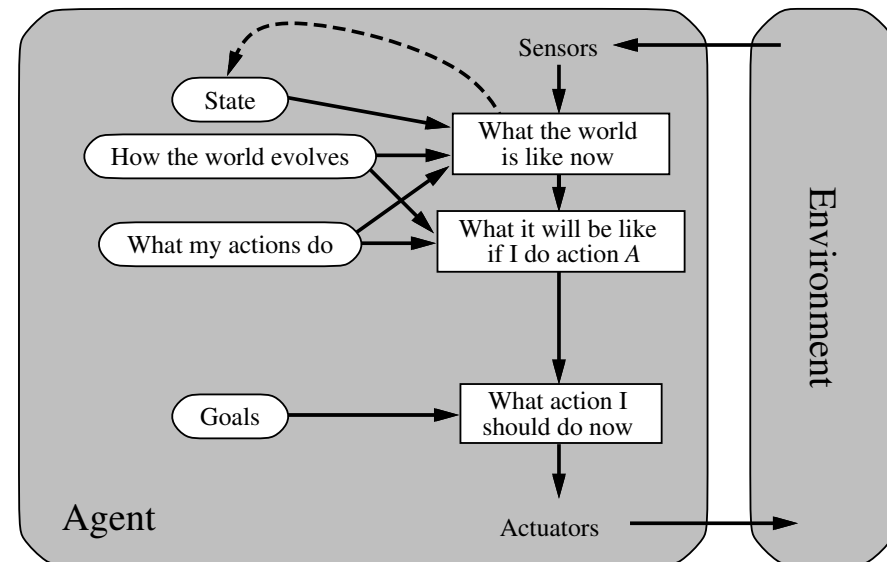 Sensors
State
What the world
is like now
How the world evolves
What it will be like
if I do action A
What my actions do
Environment
What action I
should do now
Goals
Agent
Actuators